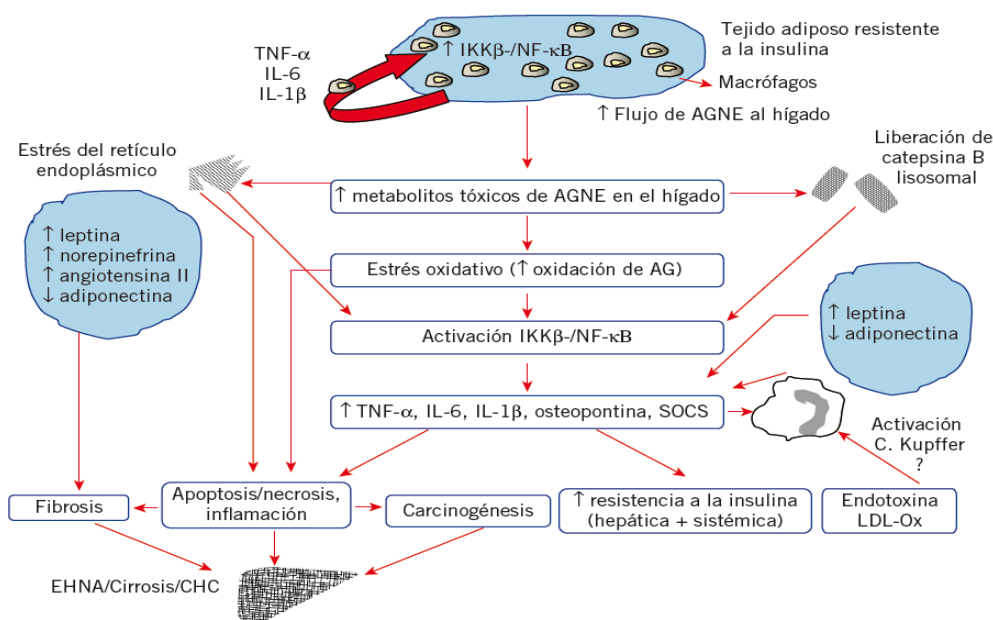 TNF-α
IL-6
IL-1β
↑ IKKβ-/NF-κB
Tejido adiposo resistente
a la insulina
Macrófagos
↑ Flujo de AGNE al hígado
Estrés del retículo
endoplásmico
Liberación de
catepsina B
lisosomal
↑ metabolitos tóxicos de AGNE en el hígado
↑ leptina
↑ norepinefrina
↑ angiotensina II
↓ adiponectina
Estrés oxidativo (↑ oxidación de AG)
Activación IKKβ-/NF-κB
↑ leptina
↓ adiponectina
↑ TNF-α, IL-6, IL-1β, osteopontina, SOCS
Activación
C. Kupffer
?
Fibrosis
Apoptosis/necrosis,
inflamación
Carcinogénesis
↑ resistencia a la insulina
(hepática + sistémica)
Endotoxina
LDL-Ox
EHNA/Cirrosis/CHC